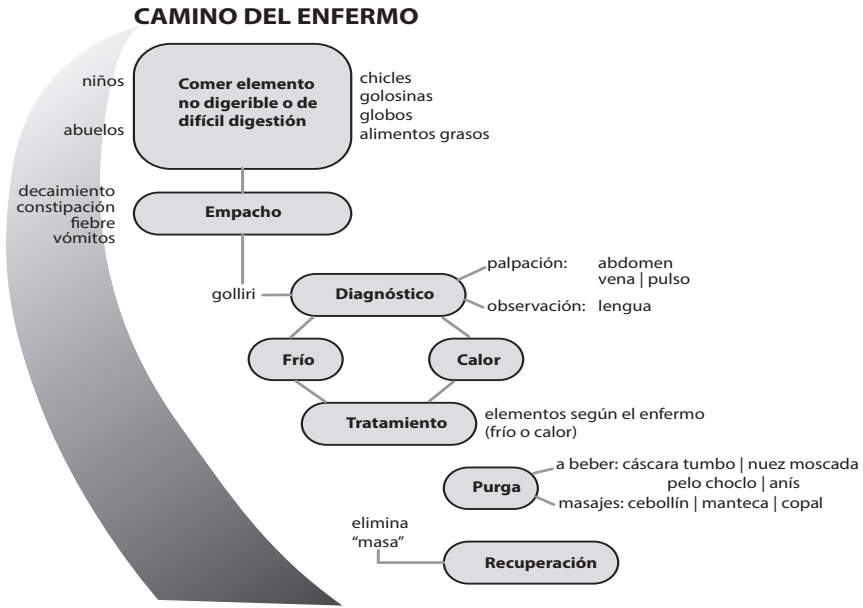 CAMINO DEL ENFERMO
niños
abuelos
Comer elemento
no digerible o de
difícil digestión
chicles
golosinas
globos
alimentos grasos
decaimiento
constipación
fiebre
vómitos
Empacho
golliri
Diagnóstico
palpación: abdomen
vena | pulso
observación: lengua
Frío
Calor
Tratamiento
elementos según el enfermo
(frío o calor)
Purga
a beber: cáscara tumbo | nuez moscada
pelo choclo | anís
masajes: cebollín | manteca | copal
elimina
“masa”
Recuperación